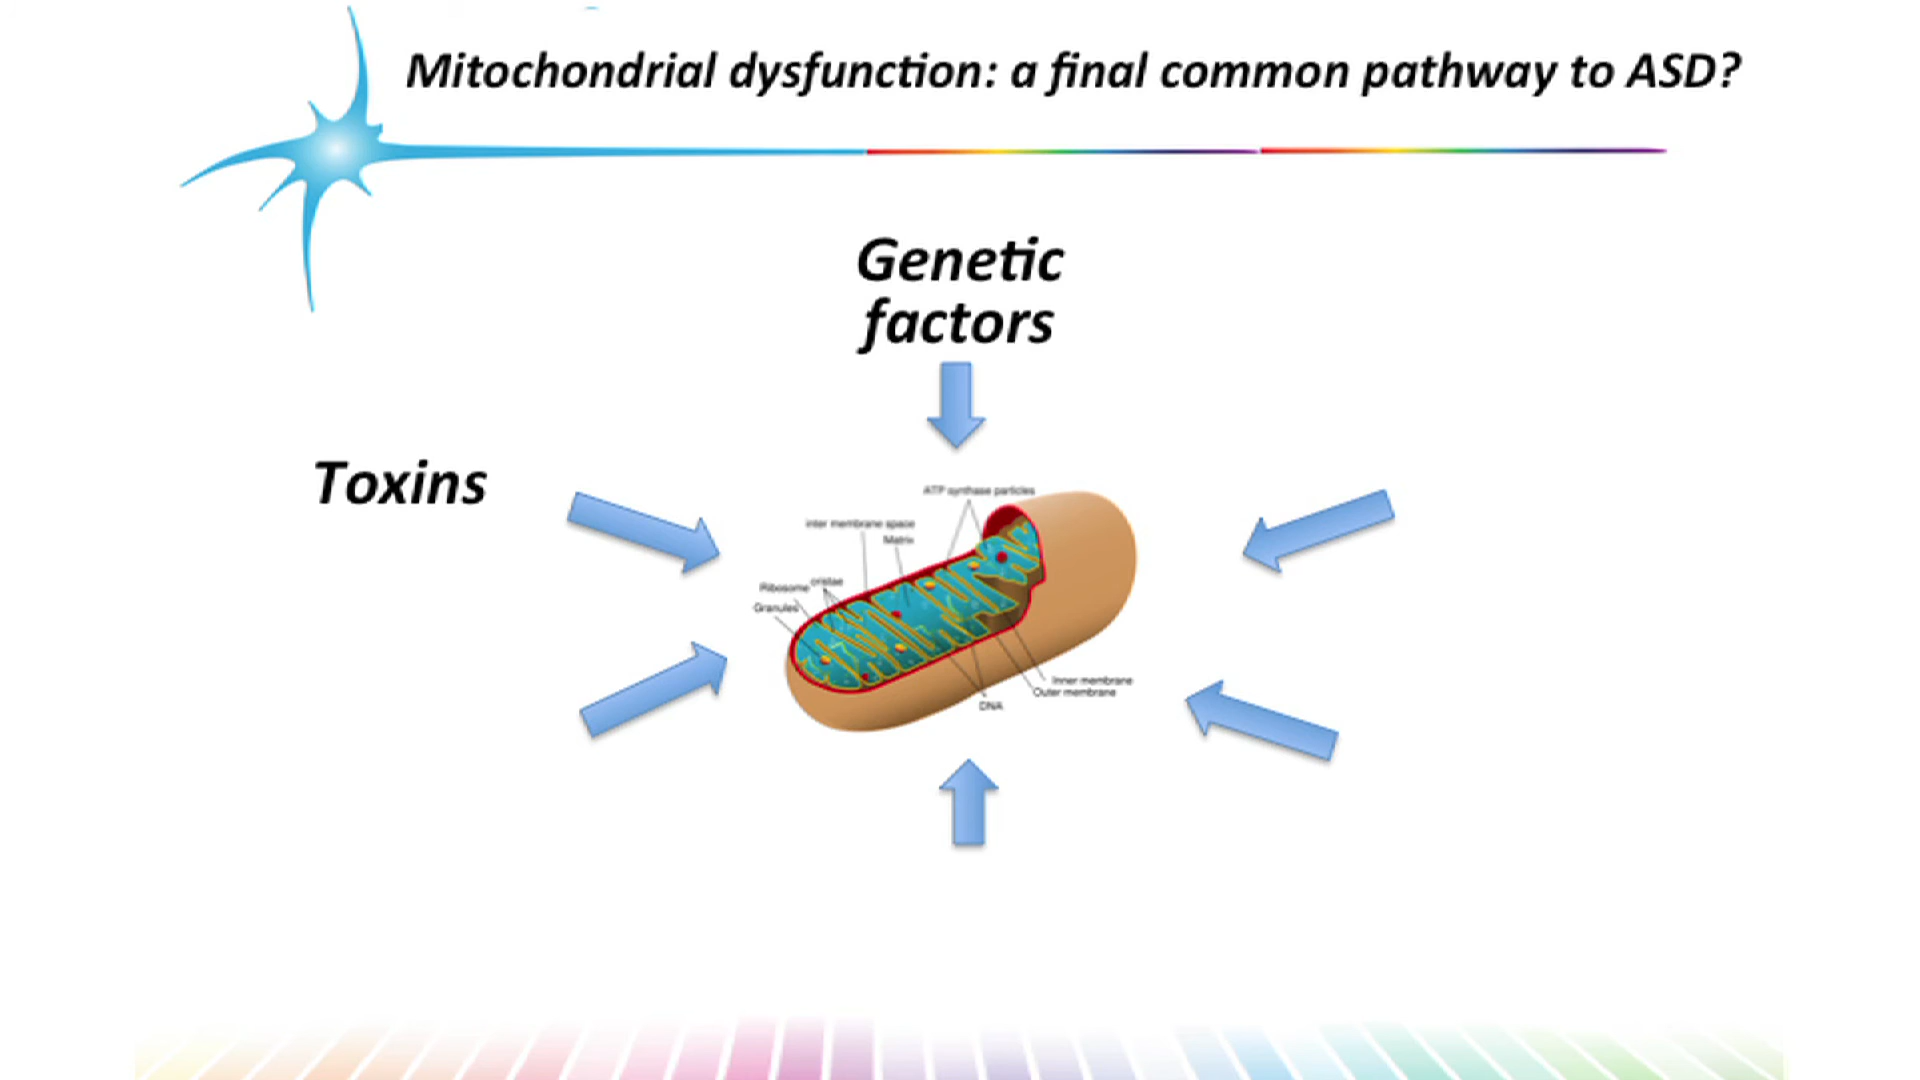 Mitochondrial dysfunction: a final common pathway to ASD?
Genetic
factors
Toxins
ATP synthase particles
inter membrane space
Matrix
cristae
Ribosome
Granules
Inner membrane
Outer membrane
DNA